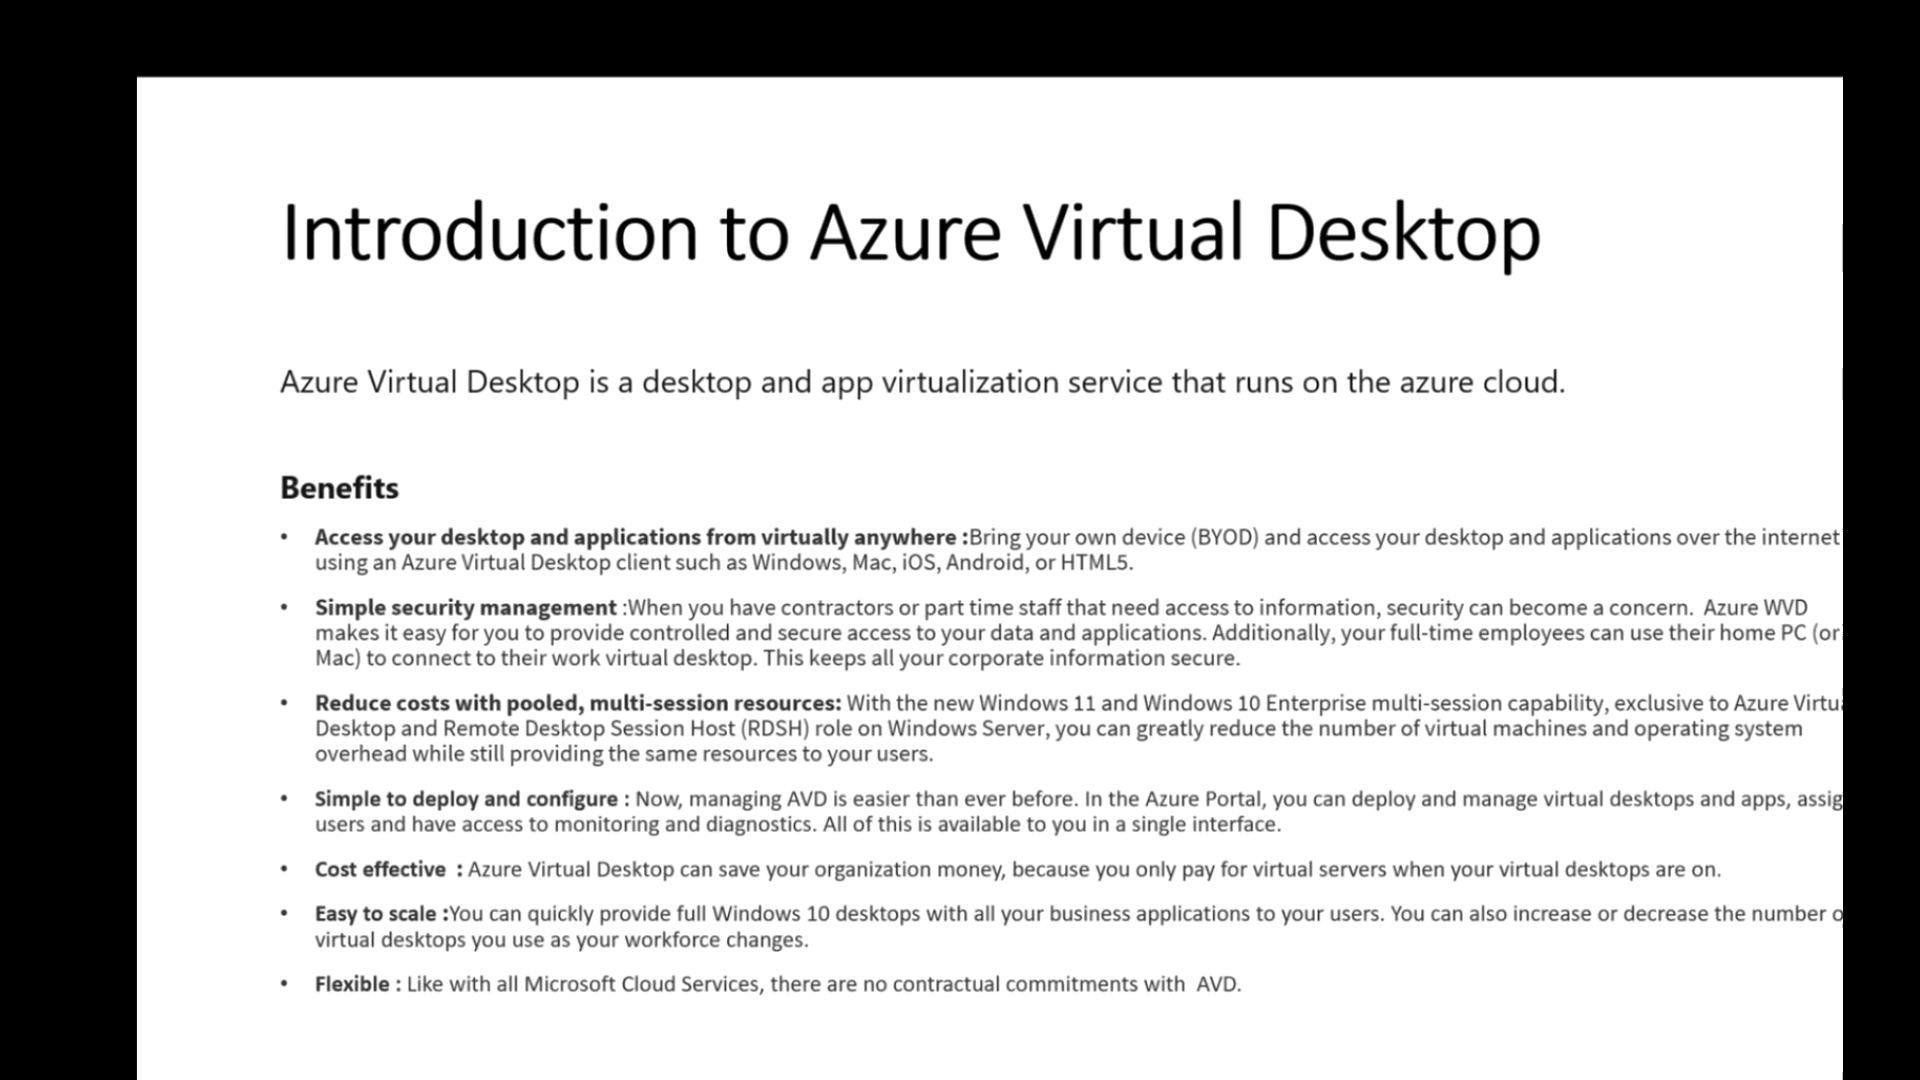 Introduction to Azure Virtual Desktop
Azure Virtual Desktop is a desktop and app virtualization service that runs on the azure cloud.
Benefits
• Access your desktop and applications from virtually anywhere :Bring your own device (BYOD) and access your desktop and applications over the internet
using an Azure Virtual Desktop client such as Windows, Mac, iOS, Android, or HTML5.
• Simple security management :When you have contractors or part time staff that need access to information, security can become a concern.  Azure WVD
makes it easy for you to provide controlled and secure access to your data and applications. Additionally, your full-time employees can use their home PC (or
Mac) to connect to their work virtual desktop. This keeps all your corporate information secure.
• Reduce costs with pooled, multi-session resources: With the new Windows 11 and Windows 10 Enterprise multi-session capability, exclusive to Azure
Desktop and Remote Desktop Session Host (RDSH) role on Windows Server, you can greatly reduce the number of virtual machines and operating system
overhead while still providing the same resources to your users.
• Simple to deploy and configure : Now, managing AVD is easier than ever before. In the Azure Portal, you can deploy and manage virtual desktops and apps,
users and have access to monitoring and diagnostics. All of this is available to you in a single interface.
• Cost effective  : Azure Virtual Desktop can save your organization money, because you only pay for virtual servers when your virtual desktops are on.
• Easy to scale :You can quickly provide full Windows 10 desktops with all your business applications to your users. You can also increase or decrease the number
virtual desktops you use as your workforce changes.
• Flexible : Like with all Microsoft Cloud Services, there are no contractual commitments with  AVD.